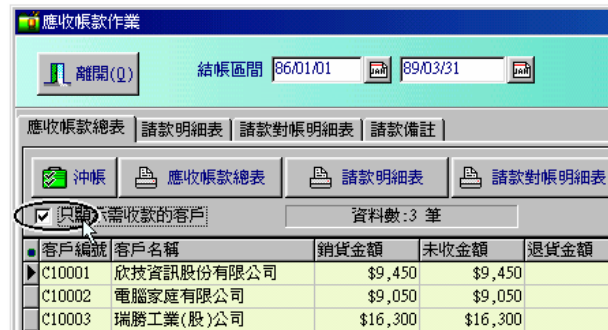 應收帳款作業
離開(Q) 結帳區間 86/01/01 89/03/31
應收帳款總表 請款明細表 請款對帳明細表 請款備註
沖帳 應收帳款總表 請款明細表 請款對帳明細表
只顯示需收款的客戶 資料數:3 筆
客戶編號 客戶名稱 銷貨金額 未收金額 退貨金額
C10001 欣技資訊股份有限公司 $9,450 $9,450
C10002 電腦家庭有限公司 $9,050 $9,050
C10003 瑞勝工業(股)公司 $16,300 $16,300